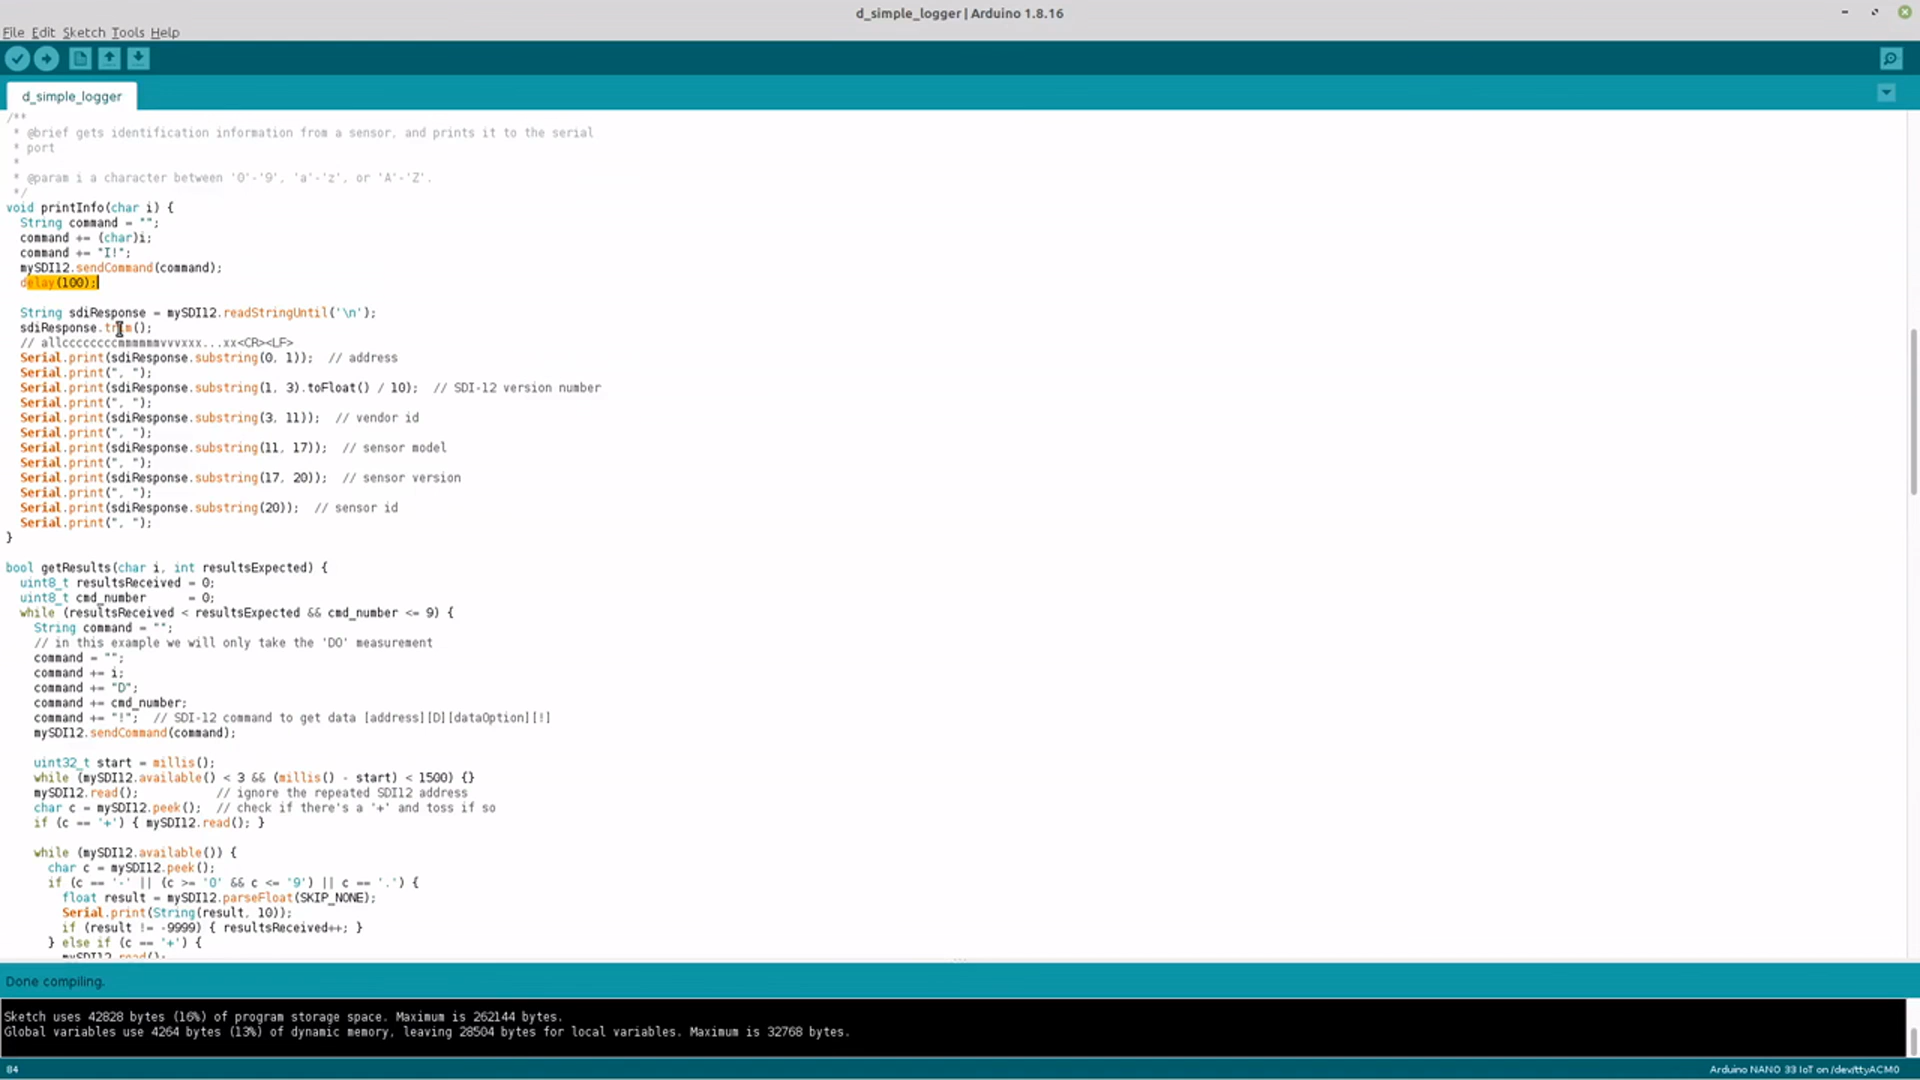 d_simple_logger | Arduino 1.8.16
File Edit Sketch Tools Help
d_simple_logger
/**
 * @brief gets identification information from a sensor, and prints it to the serial
 * port
 *
 * @param i a character between '0'-'9', 'a'-'z', or 'A'-'Z'.
 */
void printInfo(char i) {
  String command = "";
  command += (char)i;
  command += "I!";
  mySDI12.sendCommand(command);
  delay(100);
  String sdiResponse = mySDI12.readStringUntil('\n');
  sdiResponse.trim();
  // allccccccccmmmmmmvvvxxx...xx<CR><LF>
  Serial.print(sdiResponse.substring(0, 1));  // address
  Serial.print(", ");
  Serial.print(sdiResponse.substring(1, 3).toFloat() / 10);  // SDI-12 version number
  Serial.print(", ");
  Serial.print(sdiResponse.substring(3, 11));  // vendor id
  Serial.print(", ");
  Serial.print(sdiResponse.substring(11, 17));  // sensor model
  Serial.print(", ");
  Serial.print(sdiResponse.substring(17, 20));  // sensor version
  Serial.print(", ");
  Serial.print(sdiResponse.substring(20));  // sensor id
  Serial.print(", ");
}
bool getResults(char i, int resultsExpected) {
  uint8_t resultsReceived = 0;
  uint8_t cmd_number      = 0;
  while (resultsReceived < resultsExpected && cmd_number <= 9) {
    String command = "";
    // in this example we will only take the 'DO' measurement
    command = "";
    command += i;
    command += "D";
    command += cmd_number;
    command += "!";  // SDI-12 command to get data [address][D][dataOption][!]
    mySDI12.sendCommand(command);
    uint32_t start = millis();
    while (mySDI12.available() < 3 && (millis() - start) < 1500) {}
    mySDI12.read();           // ignore the repeated SDI12 address
    char c = mySDI12.peek();  // check if there's a '+' and toss if so
    if (c == '+') { mySDI12.read(); }
    while (mySDI12.available()) {
      char c = mySDI12.peek();
      if (c == '-' || (c >= '0' && c <= '9') || c == '.') {
        float result = mySDI12.parseFloat(SKIP_NONE);
        Serial.print(String(result, 10));
        if (result != -9999) { resultsReceived++; }
      } else if (c == '+') {
        mySDI12.read();
Done compiling.
Sketch uses 42828 bytes (16%) of program storage space. Maximum is 262144 bytes.
Global variables use 4264 bytes (13%) of dynamic memory, leaving 28504 bytes for local variables. Maximum is 32768 bytes.
84
Arduino NANO 33 IoT on /dev/ttyACM0